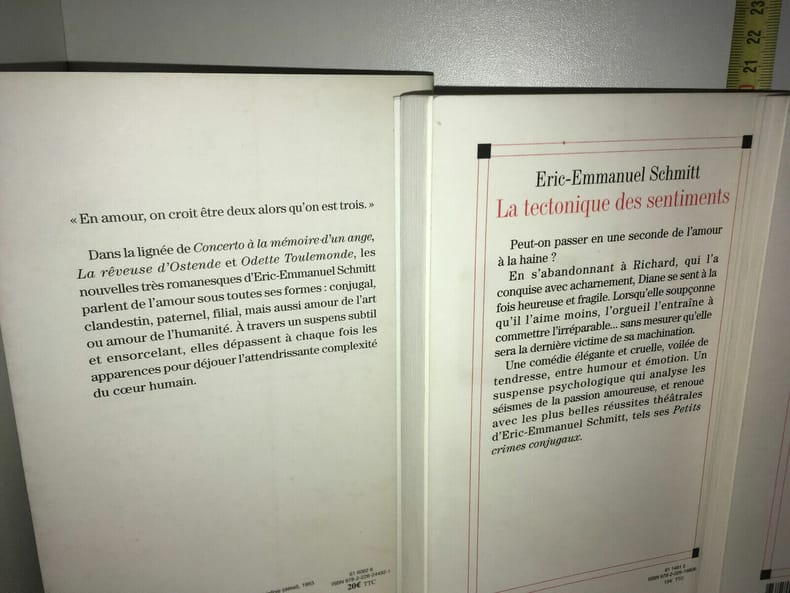 « En amour, on croit être deux alors qu'on est trois. »
Dans la lignée de Concerto à la mémoire d'un ange,
La rêveuse d'Ostende et Odette Toulemonde, les
nouvelles très romanesques d'Eric-Emmanuel Schmitt
parlent de l'amour sous toutes ses formes : conjugal,
clandestin, paternel, filial, mais aussi amour de l'art
ou amour de l'humanité. À travers un suspens subtil
et ensorcelant, elles dépassent à chaque fois les
apparences pour déjouer l'attendrissante complexité
du cœur humain.
20€ TTC
Eric-Emmanuel Schmitt
La tectonique des sentiments
Peut-on passer en une seconde de l'amour
à la haine ?
En s'abandonnant à Richard, qui l'a
conquise avec acharnement, Diane se sent à la
fois heureuse et fragile. Lorsqu'elle soupçonne
qu'il l'aime moins, l'orgueil l'entraîne à
commettre l'irréparable... sans mesurer qu'elle
sera la dernière victime de sa machination.
Une comédie élégante et cruelle, voilée de
tendresse, entre humour et émotion. Un
suspense psychologique qui analyse les
séismes de la passion amoureuse, et renoue
avec les plus belles réussites théâtrales
d'Eric-Emmanuel Schmitt, tels ses Petits
crimes conjugaux.
21 22 23